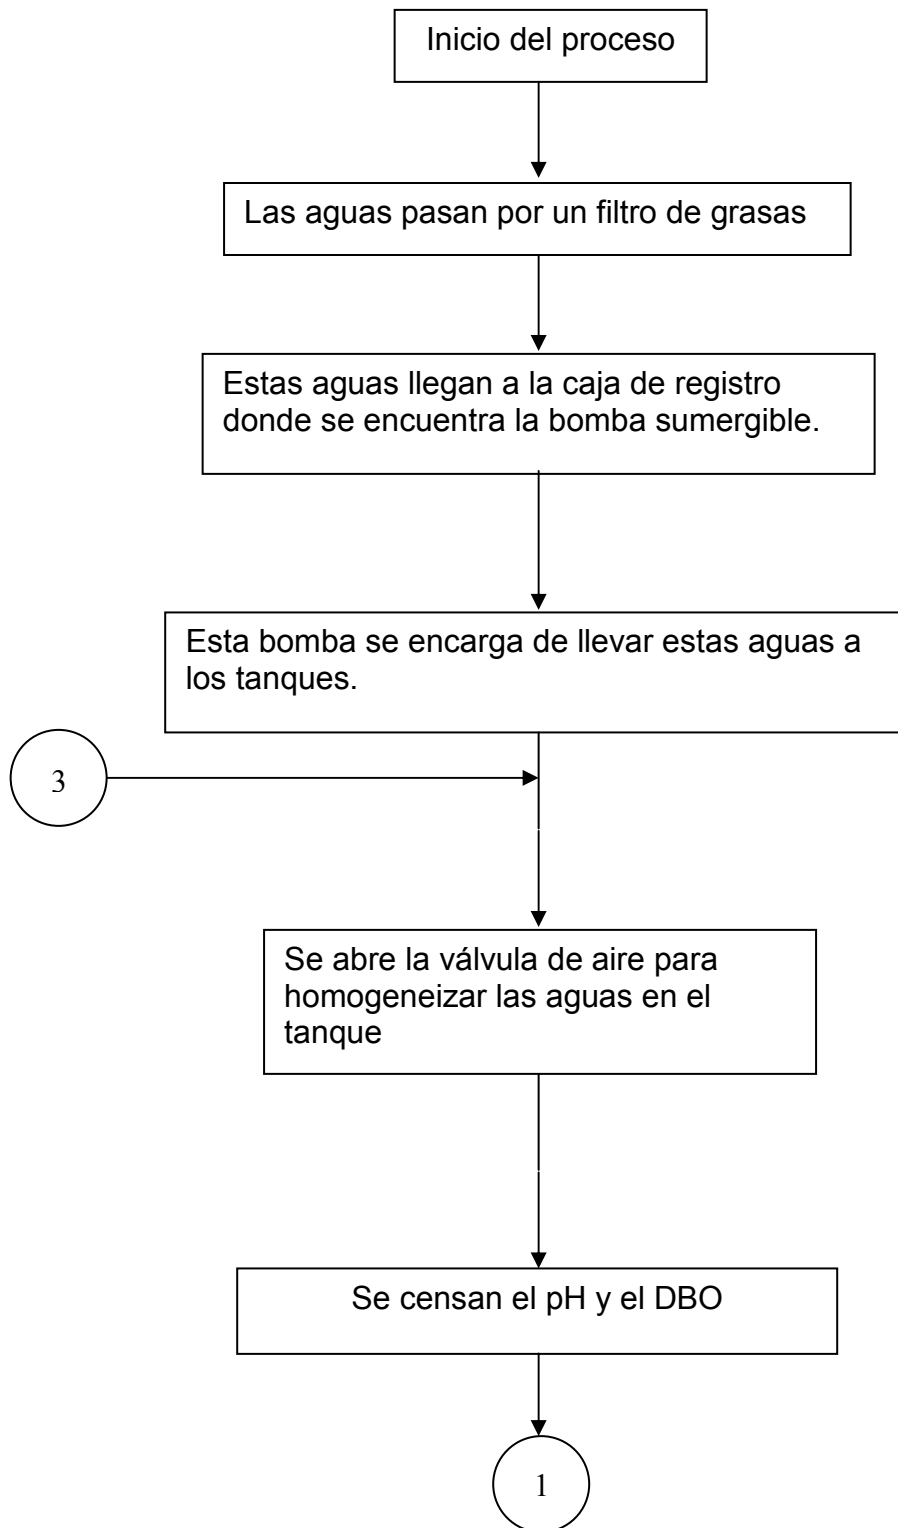 Inicio del proceso
Las aguas pasan por un filtro de grasas
Estas aguas llegan a la caja de registro
donde se encuentra la bomba sumergible.
Esta bomba se encarga de llevar estas aguas a
los tanques.
3
Se abre la válvula de aire para
homogeneizar las aguas en el
tanque
Se censan el pH y el DBO
1